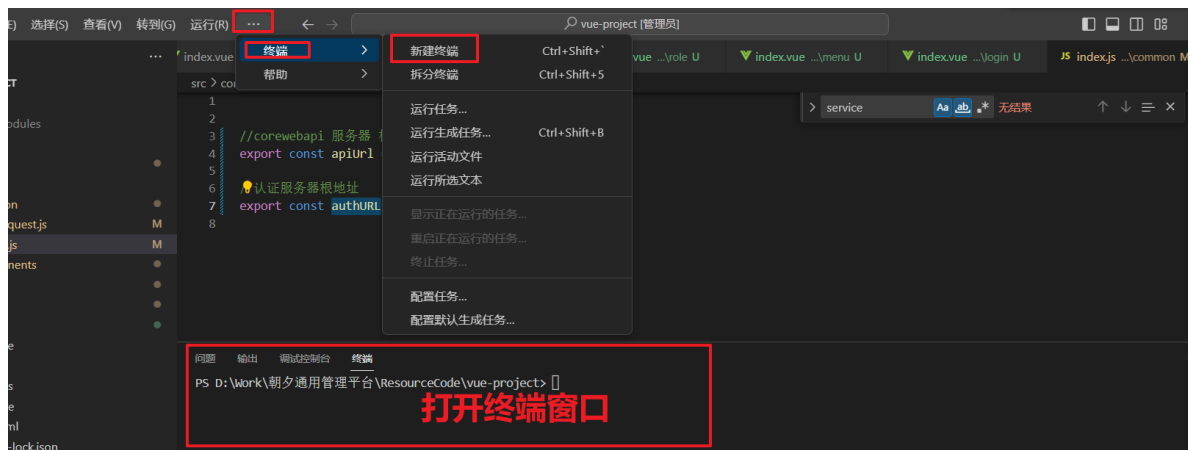 E) 选择(S) 查看(V) 转到(G) 运行(R) ··· ← → vue-project [管理员]
index.vue vue ...\role U index.vue ...\menu U index.vue ...\login U JS index.js ...\common M
终端 >
帮助 >
新建终端 Ctrl+Shift+`
拆分终端 Ctrl+Shift+5
运行任务...
运行生成任务... Ctrl+Shift+B
运行活动文件
运行所选文本
显示正在运行的任务...
重启正在运行的任务...
终止任务...
配置任务...
配置默认生成任务...
CT
odules
on
quest.js M
js M
nents
e
s
e
ml
-lock.json
src > co
1
2
3 //corewebapi 服务器
4 export const apiUrl
5
6 /认证服务器根地址
7 export const authURL
8
> service Aa ab .* 无结果
问题 输出 调试控制台 终端
PS D:\Work\朝夕通用管理平台\ResourceCode\vue-project>
打开终端窗口